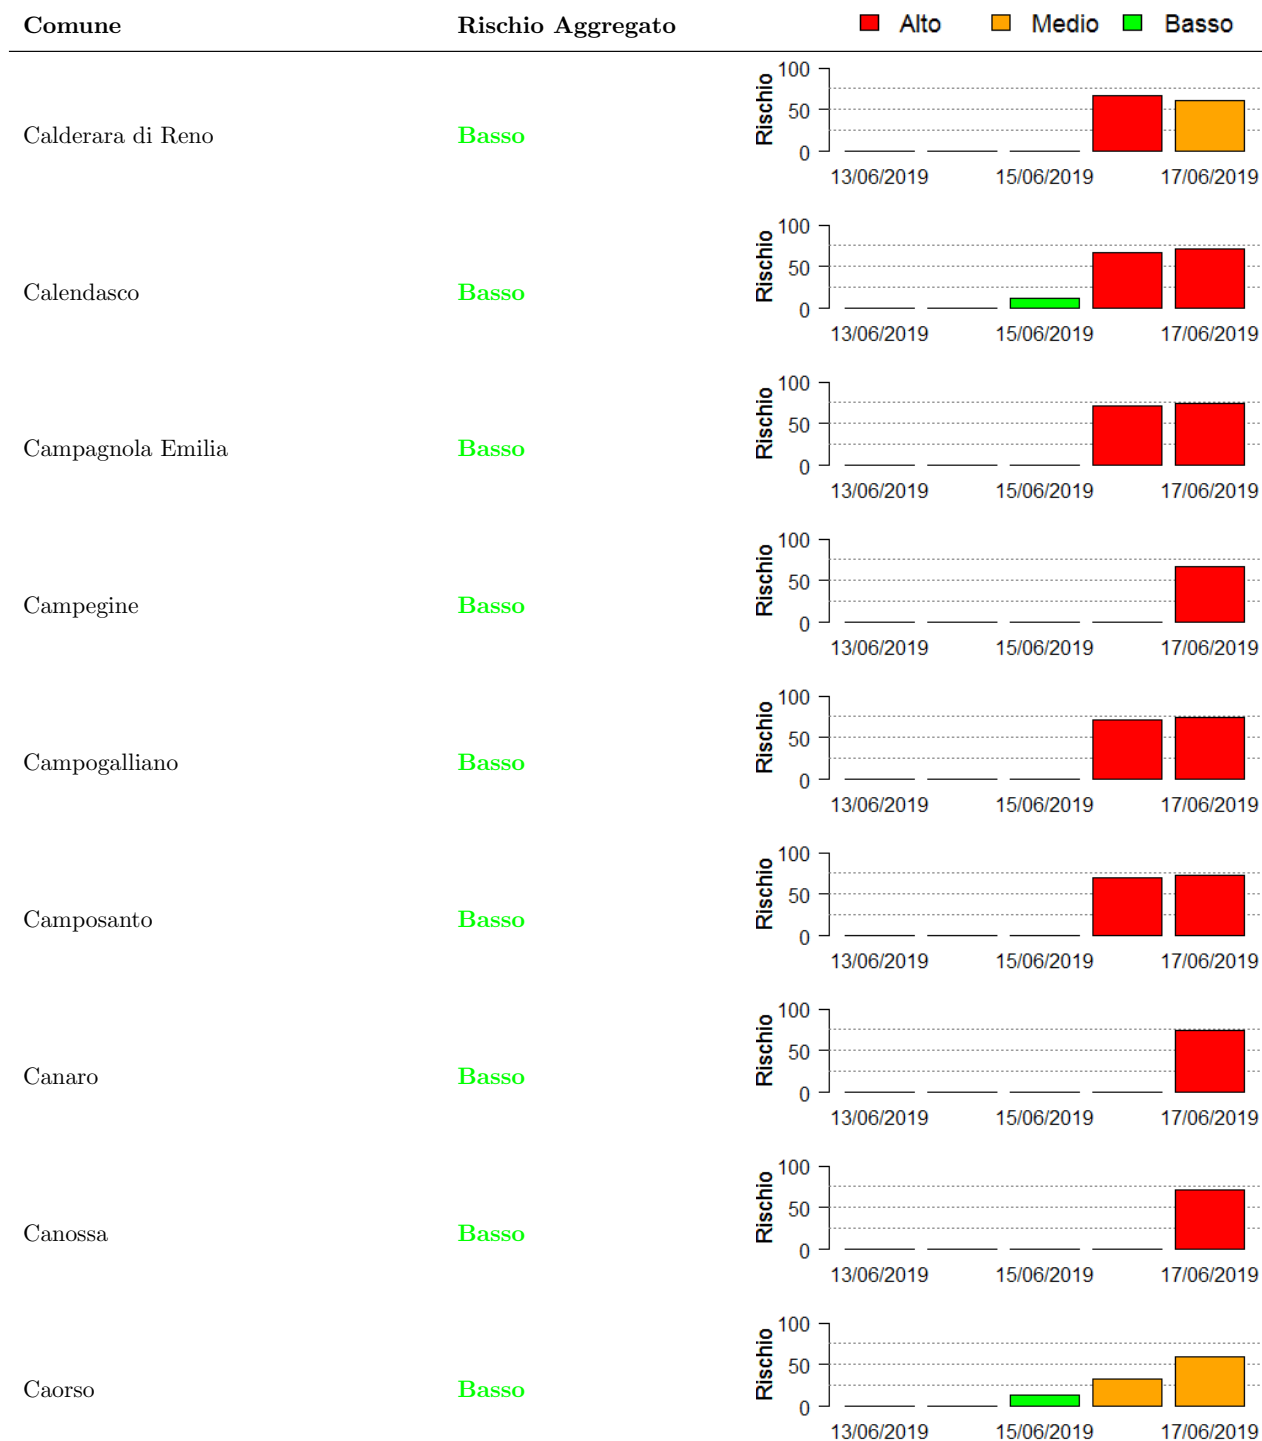 Comune Rischio Aggregato Alto Medio Basso
100
50
0
Rischio
Calderara di Reno Basso
13/06/2019 15/06/2019 17/06/2019
100
50
0
Rischio
Calendasco Basso
13/06/2019 15/06/2019 17/06/2019
100
50
0
Rischio
Campagnola Emilia Basso
13/06/2019 15/06/2019 17/06/2019
100
50
0
Rischio
Campegine Basso
13/06/2019 15/06/2019 17/06/2019
100
50
0
Rischio
Campogalliano Basso
13/06/2019 15/06/2019 17/06/2019
100
50
0
Rischio
Camposanto Basso
13/06/2019 15/06/2019 17/06/2019
100
50
0
Rischio
Canaro Basso
13/06/2019 15/06/2019 17/06/2019
100
50
0
Rischio
Canossa Basso
13/06/2019 15/06/2019 17/06/2019
100
50
0
Rischio
Caorso Basso
13/06/2019 15/06/2019 17/06/2019